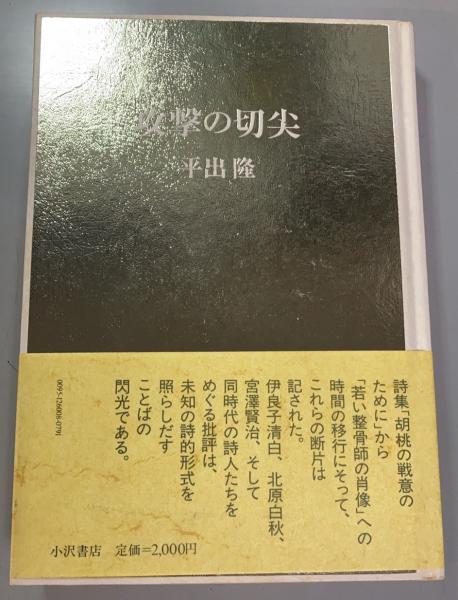 攻撃の切尖
平出 隆
詩集「胡桃の戦意の
ために」から
「若い整骨師の肖像」への
時間の移行にそって、
これらの断片は
記された。
伊良子清白、北原白秋、
宮澤賢治、そして
同時代の詩人たちを
めぐる批評は、
未知の詩的形式を
照らしだす
ことばの
閃光である。
小沢書店 定価=2,000円